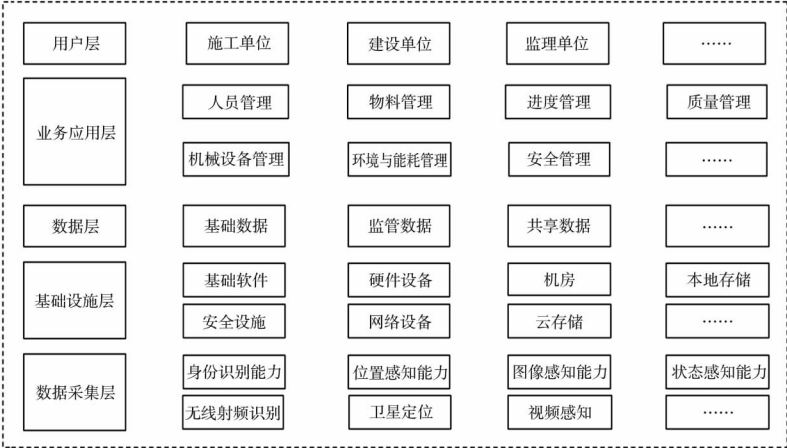 用户层 施工单位 建设单位 监理单位 ……
人员管理 物料管理 进度管理 质量管理
业务应用层
机械设备管理 环境与能耗管理 安全管理 ……
数据层 基础数据 监管数据 共享数据 ……
基础软件 硬件设备 机房 本地存储
基础设施层
安全设施 网络设备 云存储 ……
身份识别能力 位置感知能力 图像感知能力 状态感知能力
数据采集层
无线射频识别 卫星定位 视频感知 ……